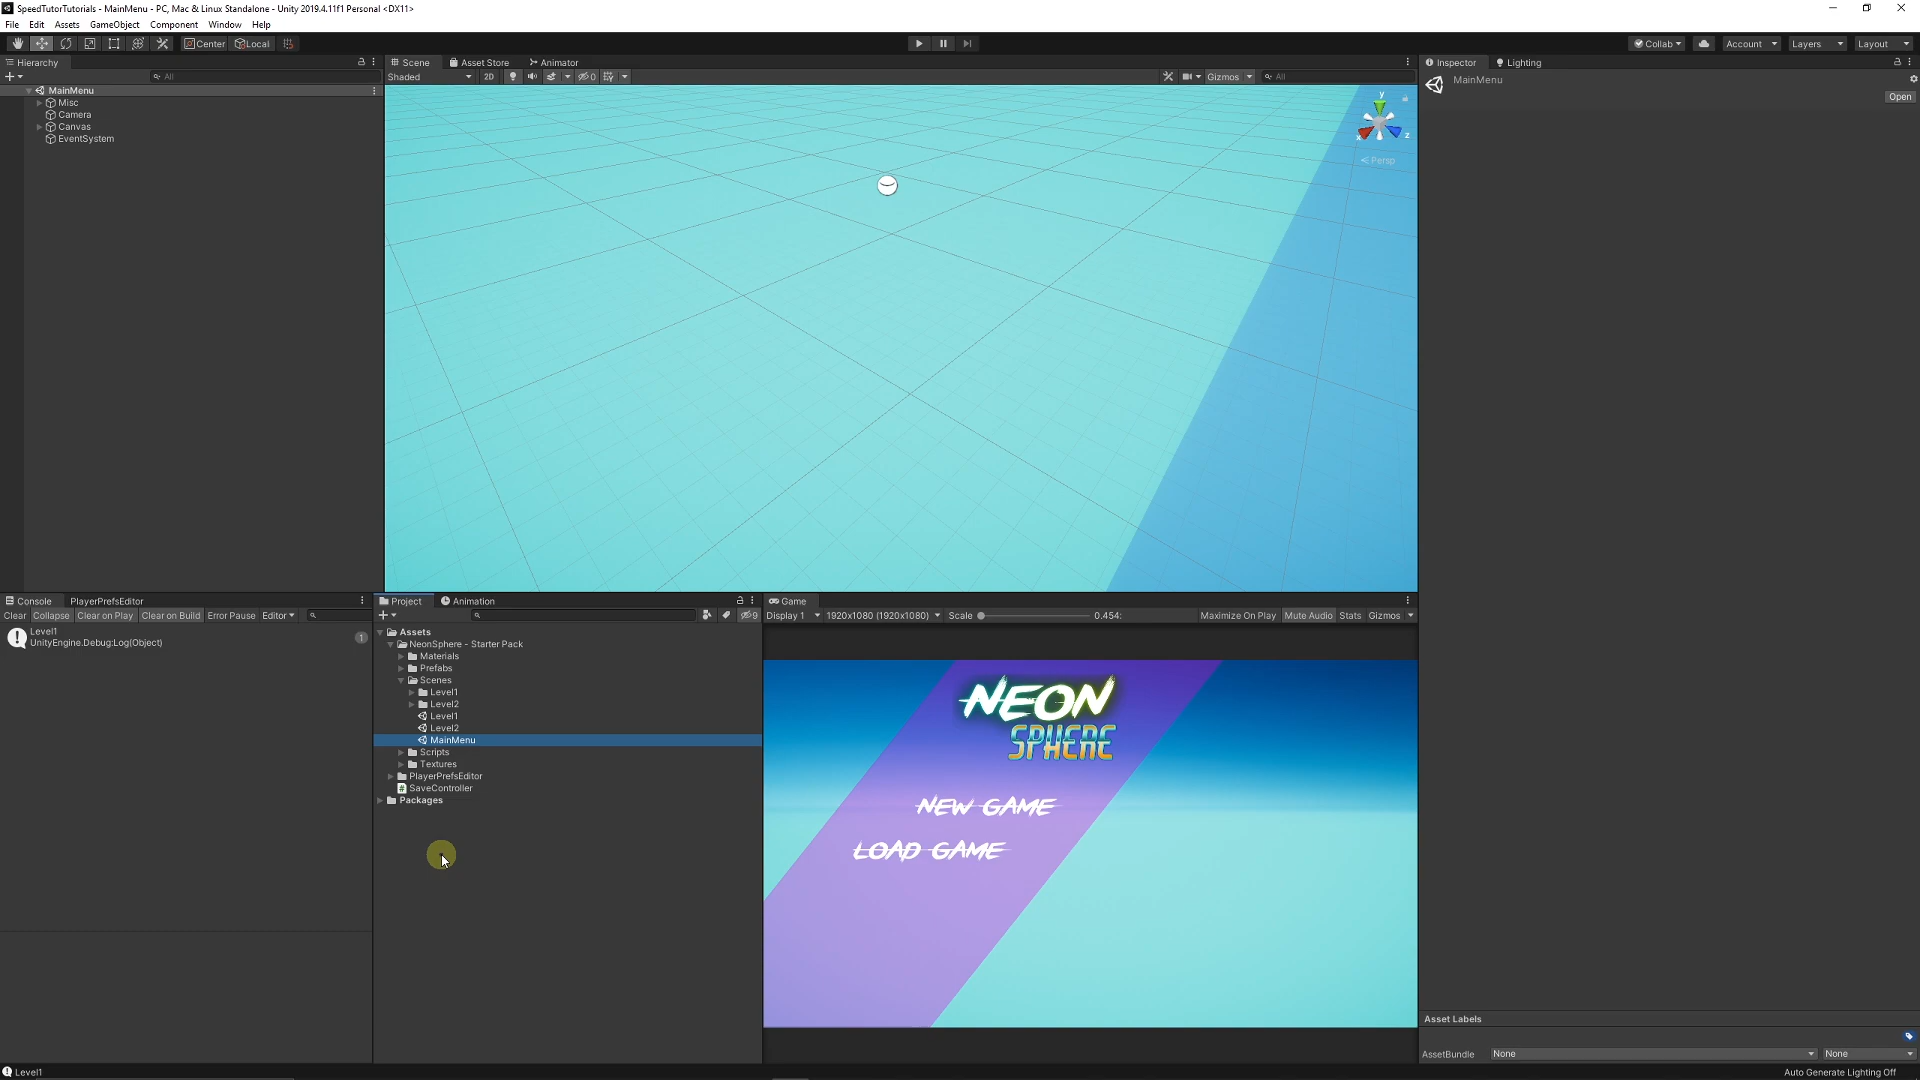 SpeedTutorTutorials - MainMenu - PC, Mac & Linux Standalone - Unity 2019.4.11f1 Personal <DX11>
File Edit Assets GameObject Component Window Help
Center Local Collab Account Layers Layout
Hierarchy Scene Asset Store Animator Inspector Lighting
All Shaded 2D 0 Gizmos All MainMenu
MainMenu Open
Misc
Camera
Canvas
EventSystem
y
x z
Persp
Console PlayerPrefsEditor Project Animation Game
Clear Collapse Clear on Play Clear on Build Error Pause Editor 9 Display 1 1920x1080 (1920x1080) Scale 0.454: Maximize On Play Mute Audio Stats Gizmos
Level1
UnityEngine.Debug:Log(Object) 1
Assets
NeonSphere - Starter Pack
Materials
Prefabs
Scenes
Level1
Level2
Level1
Level2
MainMenu
Scripts
Textures
PlayerPrefsEditor
SaveController
Packages
NEON
SPHERE
NEW GAME
LOAD GAME
Asset Labels
AssetBundle None None
Level1 Auto Generate Lighting Off